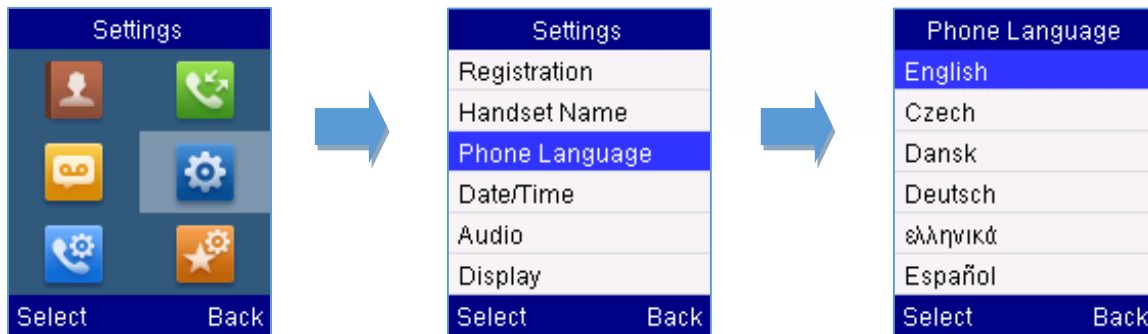 Settings
Select Back
Settings
Registration
Handset Name
Phone Language
Date/Time
Audio
Display
Select Back
Phone Language
English
Czech
Dansk
Deutsch
ελληνικά
Español
Select Back